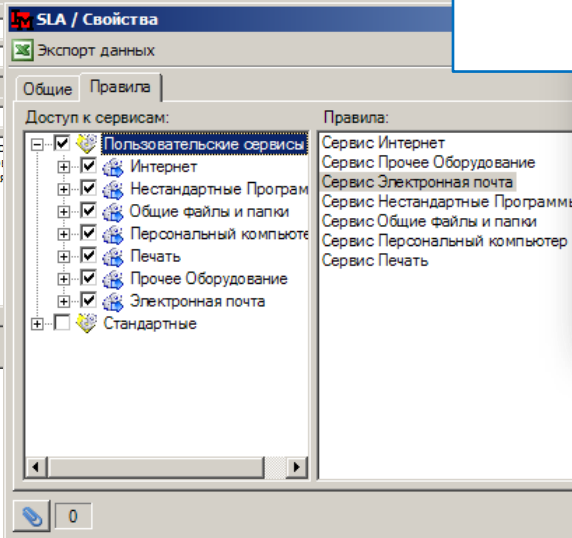 SLA / Свойства
Экспорт данных
Общие
Правила
Доступ к сервисам:
Пользовательские сервисы
Интернет
Нестандартные Програм
Общие файлы и папки
Персональный компьюте
Печать
Прочее Оборудование
Электронная почта
Стандартные
Правила:
Сервис Интернет
Сервис Прочее Оборудование
Сервис Электронная почта
Сервис Нестандартные Программы
Сервис Общие файлы и папки
Сервис Персональный компьютер
Сервис Печать
0